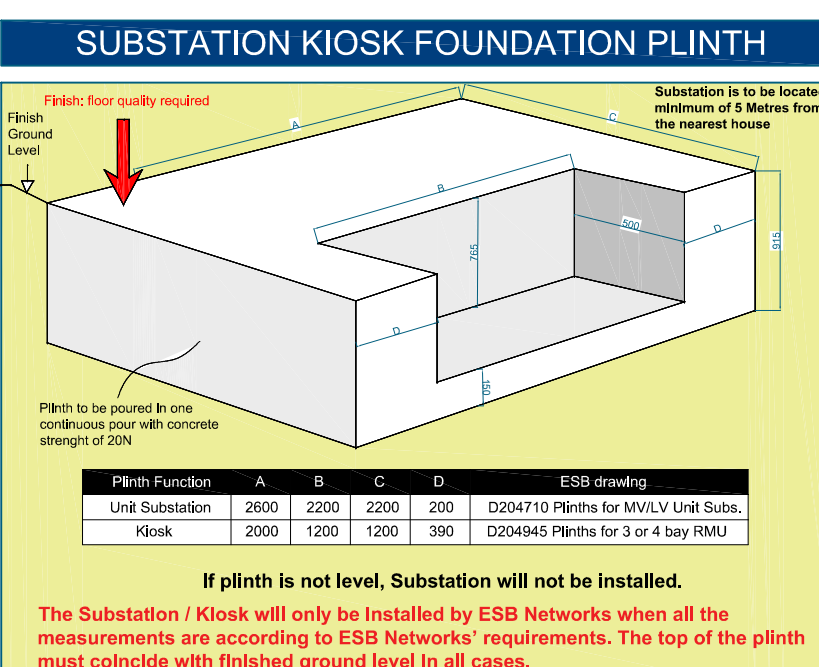 SUBSTATION KIOSK FOUNDATION PLINTH
Finish: floor quality required
Substation is to be located
minimum of 5 Metres from
the nearest house
Finish
Ground
Level
A
C
B
500
D
765
915
D
150
Plinth to be poured in one
continuous pour with concrete
strenght of 20N
Plinth Function A B C D ESB drawing
Unit Substation 2600 2200 2200 200 D204710 Plinths for MV/LV Unit Subs.
Kiosk 2000 1200 1200 390 D204945 Plinths for 3 or 4 bay RMU
If plinth is not level, Substation will not be installed.
The Substation / Kiosk will only be installed by ESB Networks when all the
measurements are according to ESB Networks' requirements. The top of the plinth
must coincide with finished ground level in all cases.